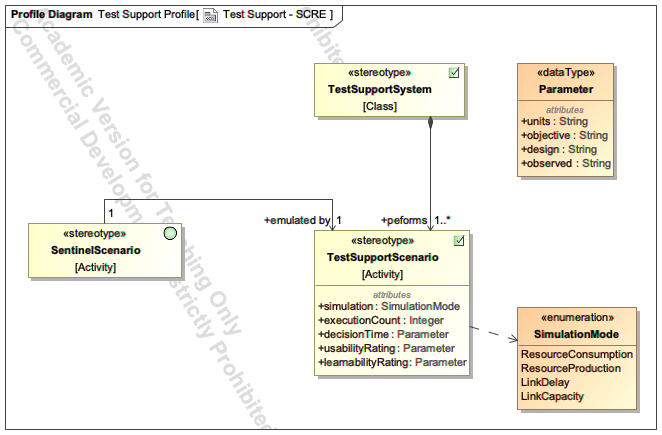 Profile Diagram Test Support Profile[ Test Support - SCRE ]
Academic Version for Teaching Only
Commercial Development is strictly Prohibited
«stereotype»
TestSupportSystem
[Class]
«dataType»
Parameter
attributes
+units : String
+objective : String
+design : String
+observed : String
1
+emulated by 1
+peforms 1..*
«stereotype»
SentinelScenario
[Activity]
«stereotype»
TestSupportScenario
[Activity]
attributes
+simulation : SimulationMode
+executionCount : Integer
+decisionTime : Parameter
+usabilityRating : Parameter
+learnabilityRating : Parameter
«enumeration»
SimulationMode
ResourceConsumption
ResourceProduction
LinkDelay
LinkCapacity